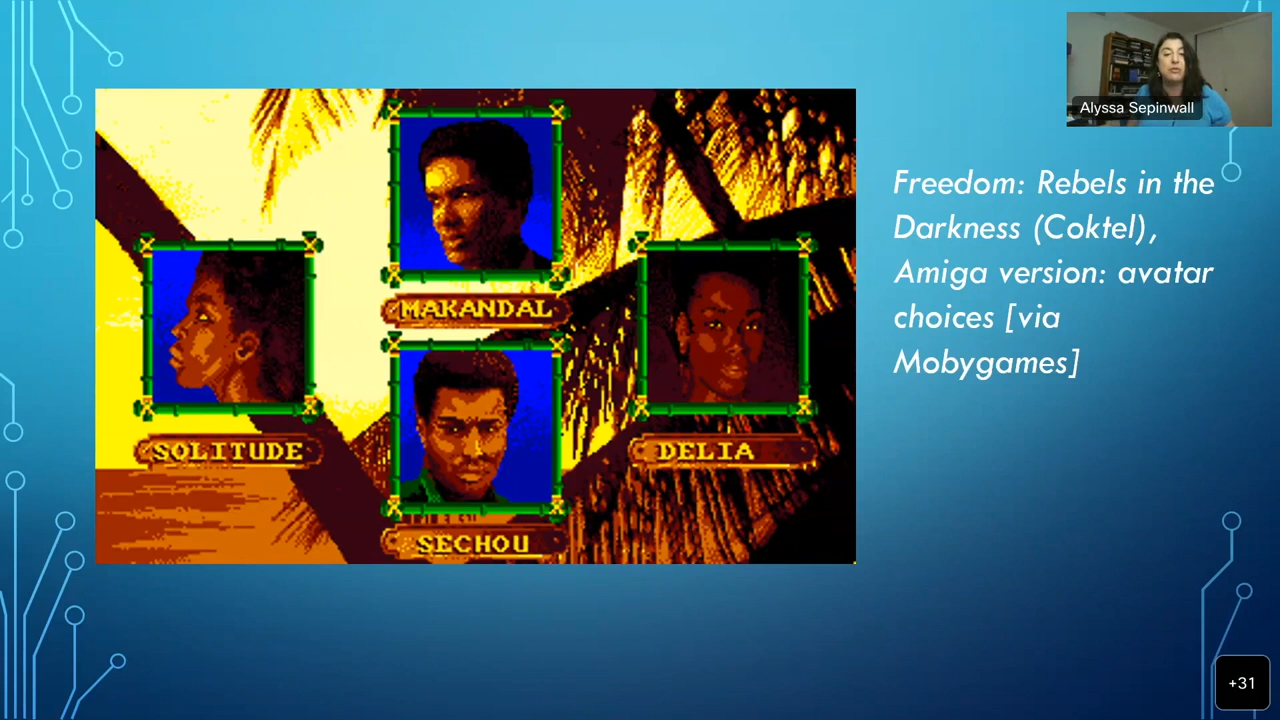 Alyssa Sepinwall
Freedom: Rebels in the
Darkness (Coktel),
Amiga version: avatar
choices [via
Mobygames]
MAKANDAL
SOLITUDE
DELIA
SECHOU
+31